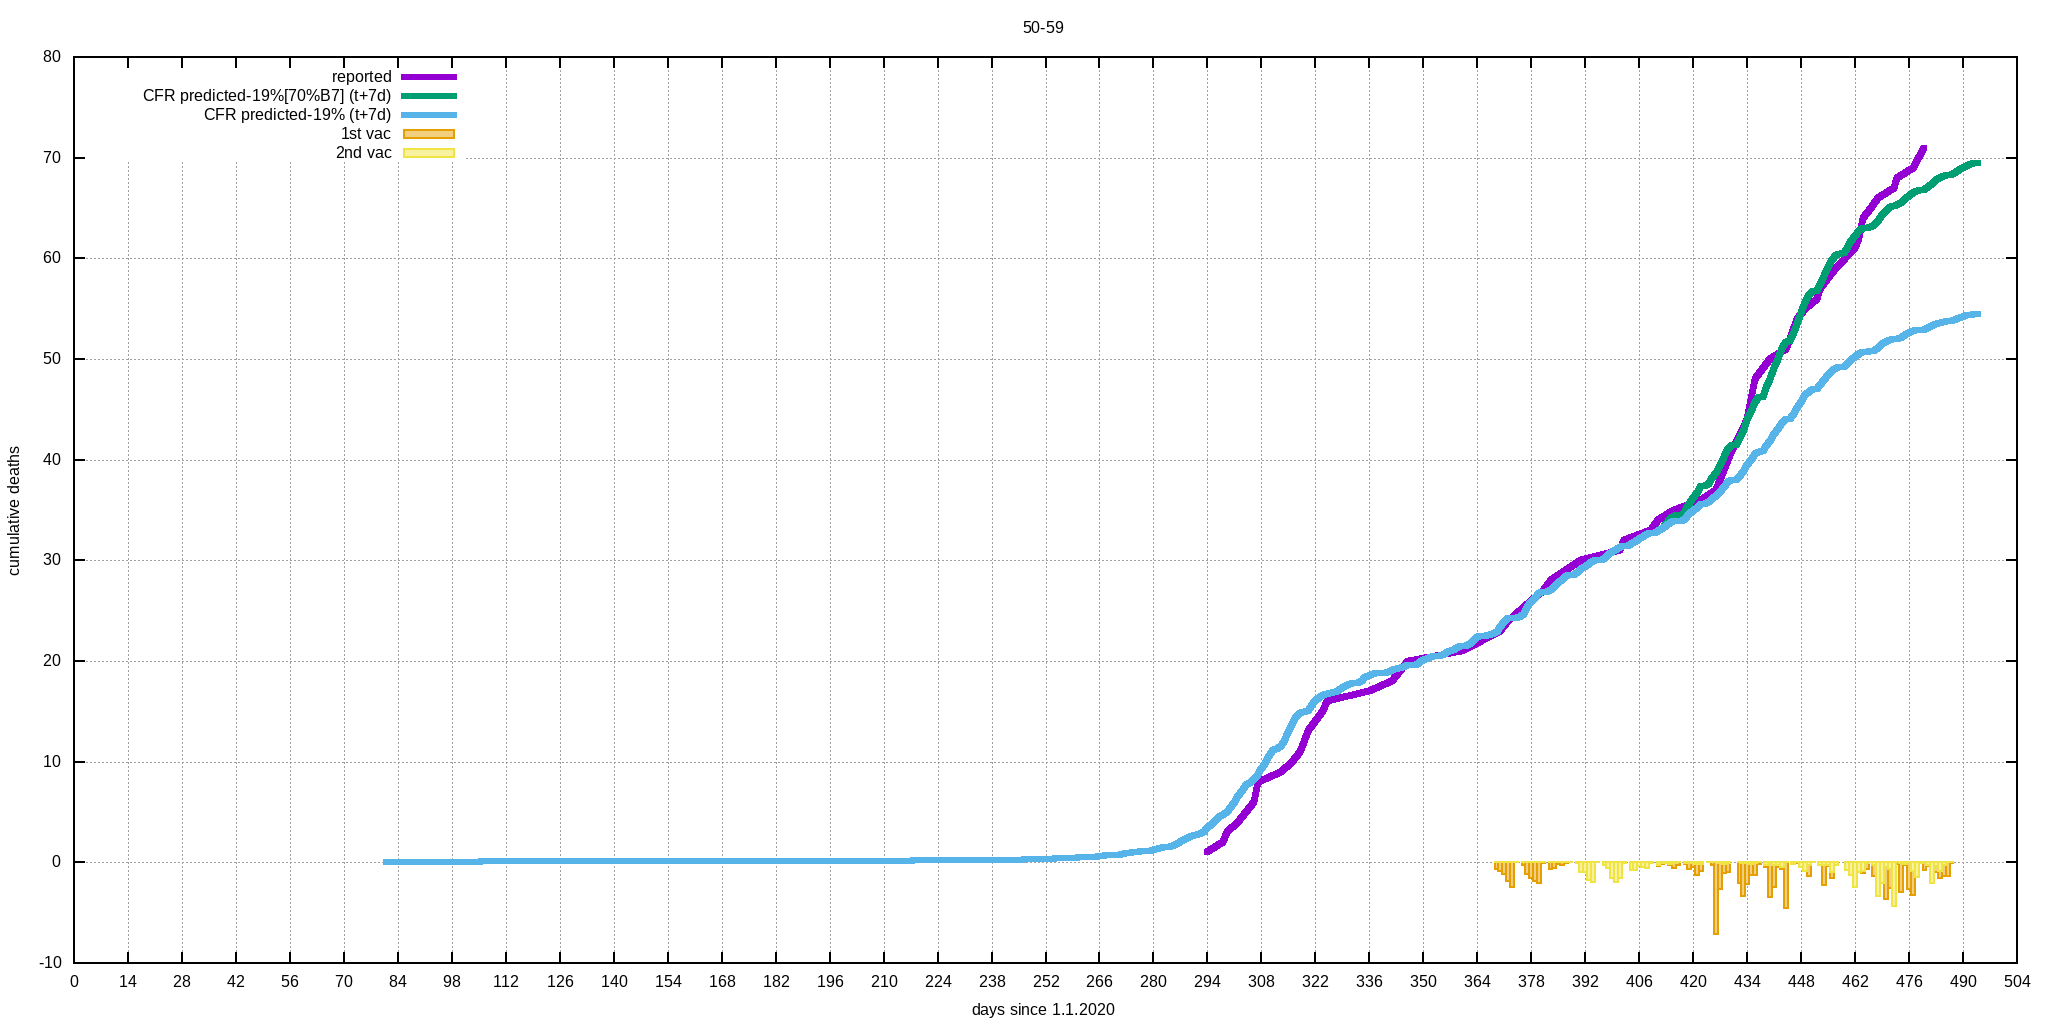 50-59
reported
CFR predicted-19%[70%B7] (t+7d)
CFR predicted-19% (t+7d)
1st vac
2nd vac
80
70
60
50
40
30
20
10
0
-10
cumulative deaths
0 14 28 42 56 70 84 98 112 126 140 154 168 182 196 210 224 238 252 266 280 294 308 322 336 350 364 378 392 406 420 434 448 462 476 490 504
days since 1.1.2020